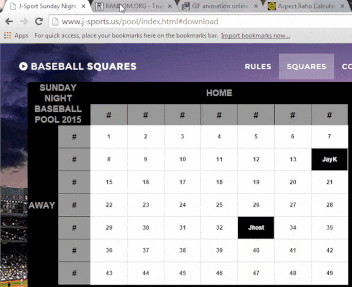 J-Sport Sunday Night
RANDOM.ORG - Tru
GIF animation online
Aspect Ratio Calculat
www.j-sports.us/pool/index.html#download
Apps For quick access, place your bookmarks here on the bookmarks bar. Import bookmarks now...
BASEBALL SQUARES
RULES
SQUARES
CO
SUNDAY
NIGHT
BASEBALL
POOL 2015
HOME
# # # # # # #
# 1 2 3 4 5 6 7
# 8 9 10 11 12 13 JayK
# 15 16 17 18 19 20 21
AWAY # 22 23 24 25 26 27 28
# 29 30 31 32 Jhost 34 35
# 36 37 38 39 40 41 42
# 43 44 45 46 47 48 49